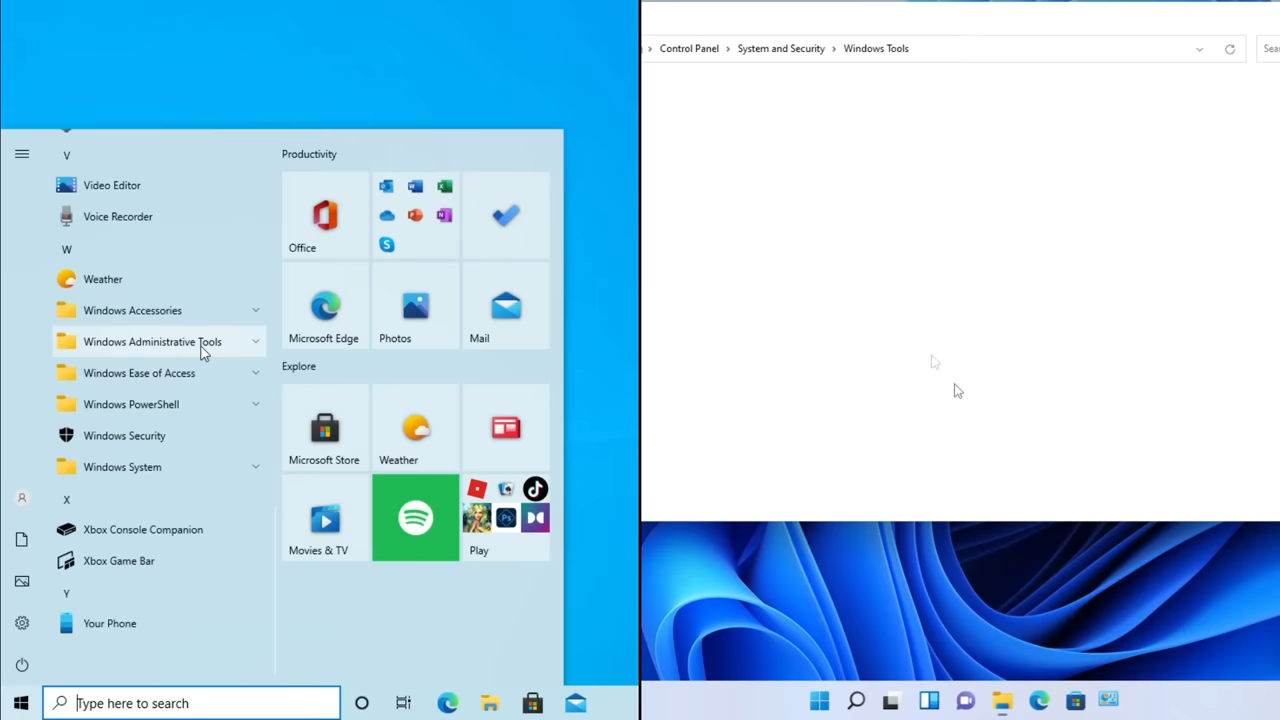 V
Video Editor
Voice Recorder
W
Weather
Windows Accessories
Windows Administrative Tools
Windows Ease of Access
Windows PowerShell
Windows Security
Windows System
X
Xbox Console Companion
Xbox Game Bar
Y
Your Phone
Productivity
Office
Microsoft Edge
Photos
Mail
Explore
Microsoft Store
Weather
Movies & TV
Play
Type here to search
Control Panel > System and Security > Windows Tools
Sea